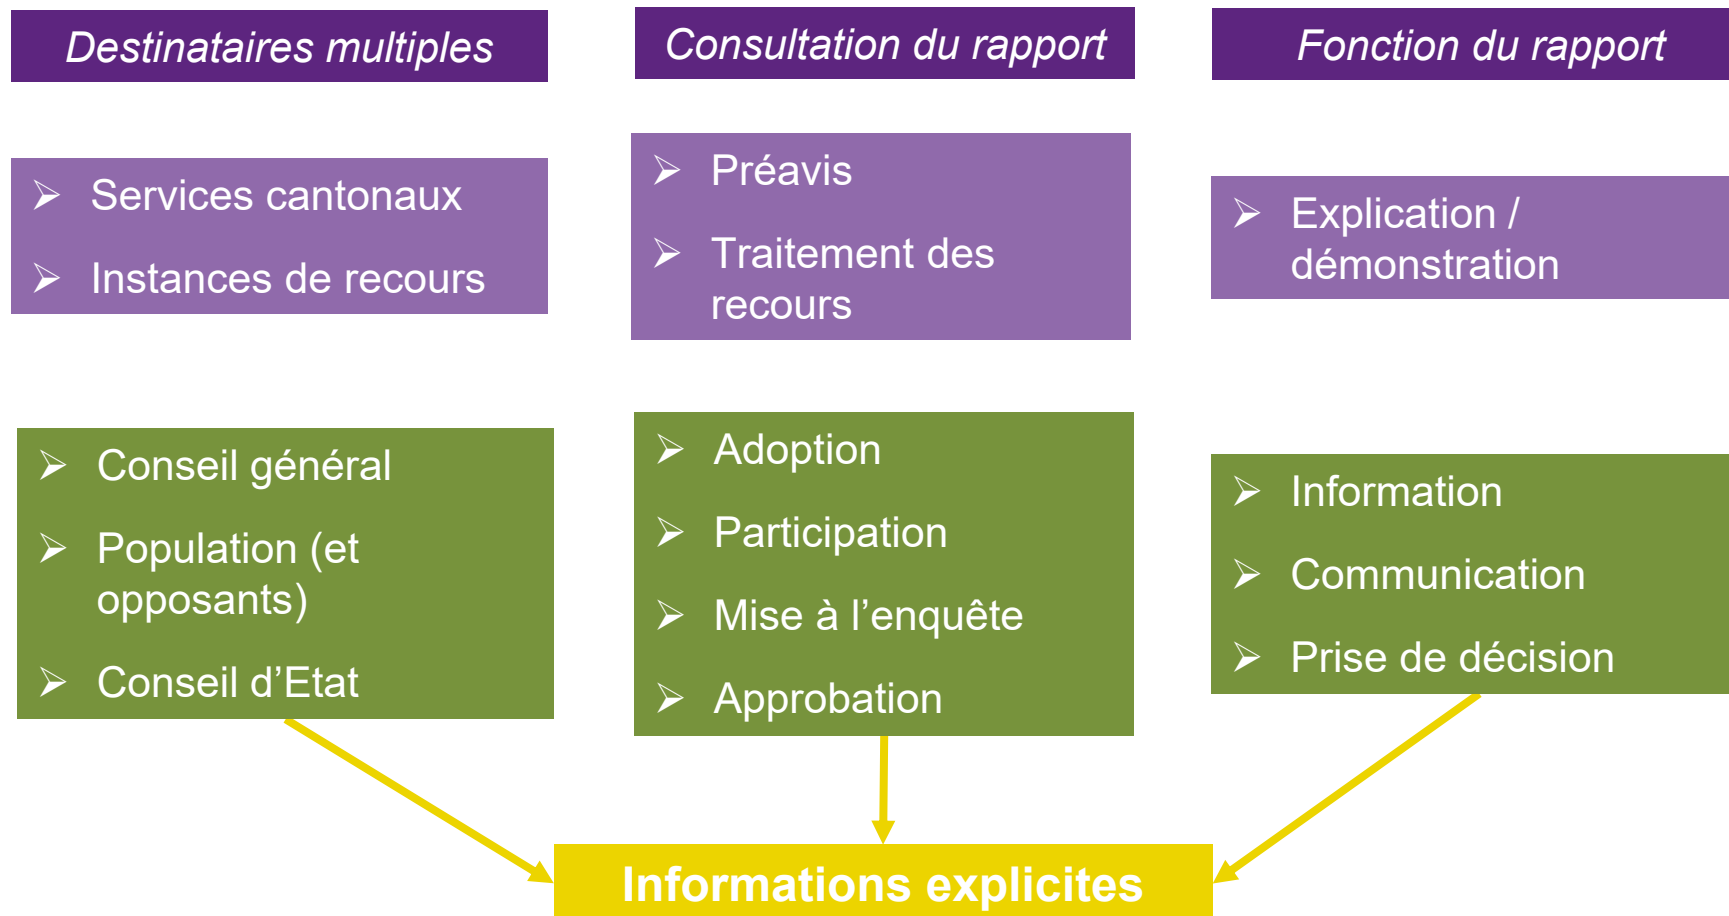 Destinataires multiples
Consultation du rapport
Fonction du rapport
➢ Services cantonaux
➢ Instances de recours
➢ Préavis
➢ Traitement des
recours
➢ Explication /
démonstration
➢ Conseil général
➢ Population (et
opposants)
➢ Conseil d’Etat
➢ Adoption
➢ Participation
➢ Mise à l’enquête
➢ Approbation
➢ Information
➢ Communication
➢ Prise de décision
Informations explicites